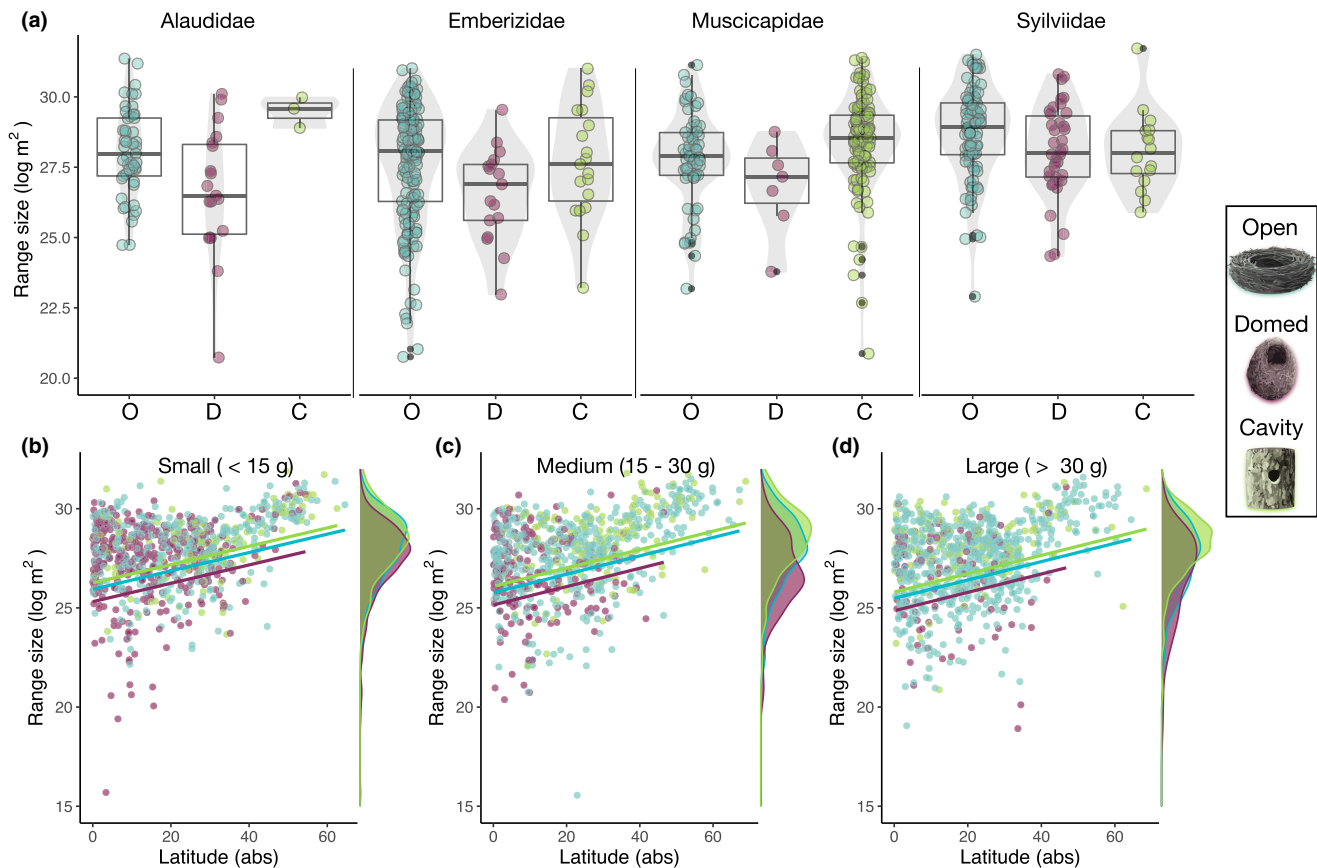 (a)
Alaudidae
Emberizidae
Muscicapidae
Syilviidae
Range size (log m²)
30.0
27.5
25.0
22.5
20.0
O D C
O D C
O D C
O D C
Open
Domed
Cavity
(b)
Small ( < 15 g)
Range size (log m²)
30
25
20
15
0 20 40 60
Latitude (abs)
(c)
Medium (15 - 30 g)
Range size (log m²)
30
25
20
15
0 20 40 60
Latitude (abs)
(d)
Large ( > 30 g)
Range size (log m²)
30
25
20
15
0 20 40 60
Latitude (abs)